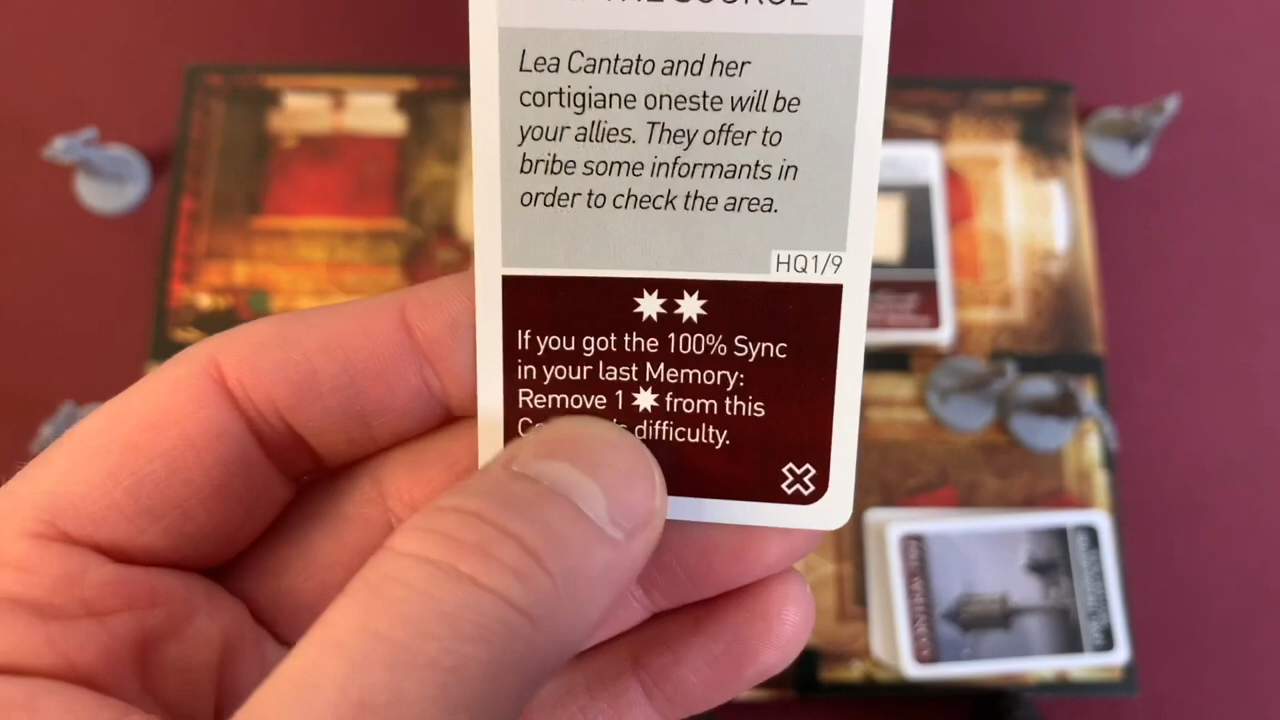 THE SOURCE
Lea Cantato and her
cortigiane oneste will be
your allies. They offer to
bribe some informants in
order to check the area.
HQ1/9
If you got the 100% Sync
in your last Memory:
Remove 1 from this
difficulty.